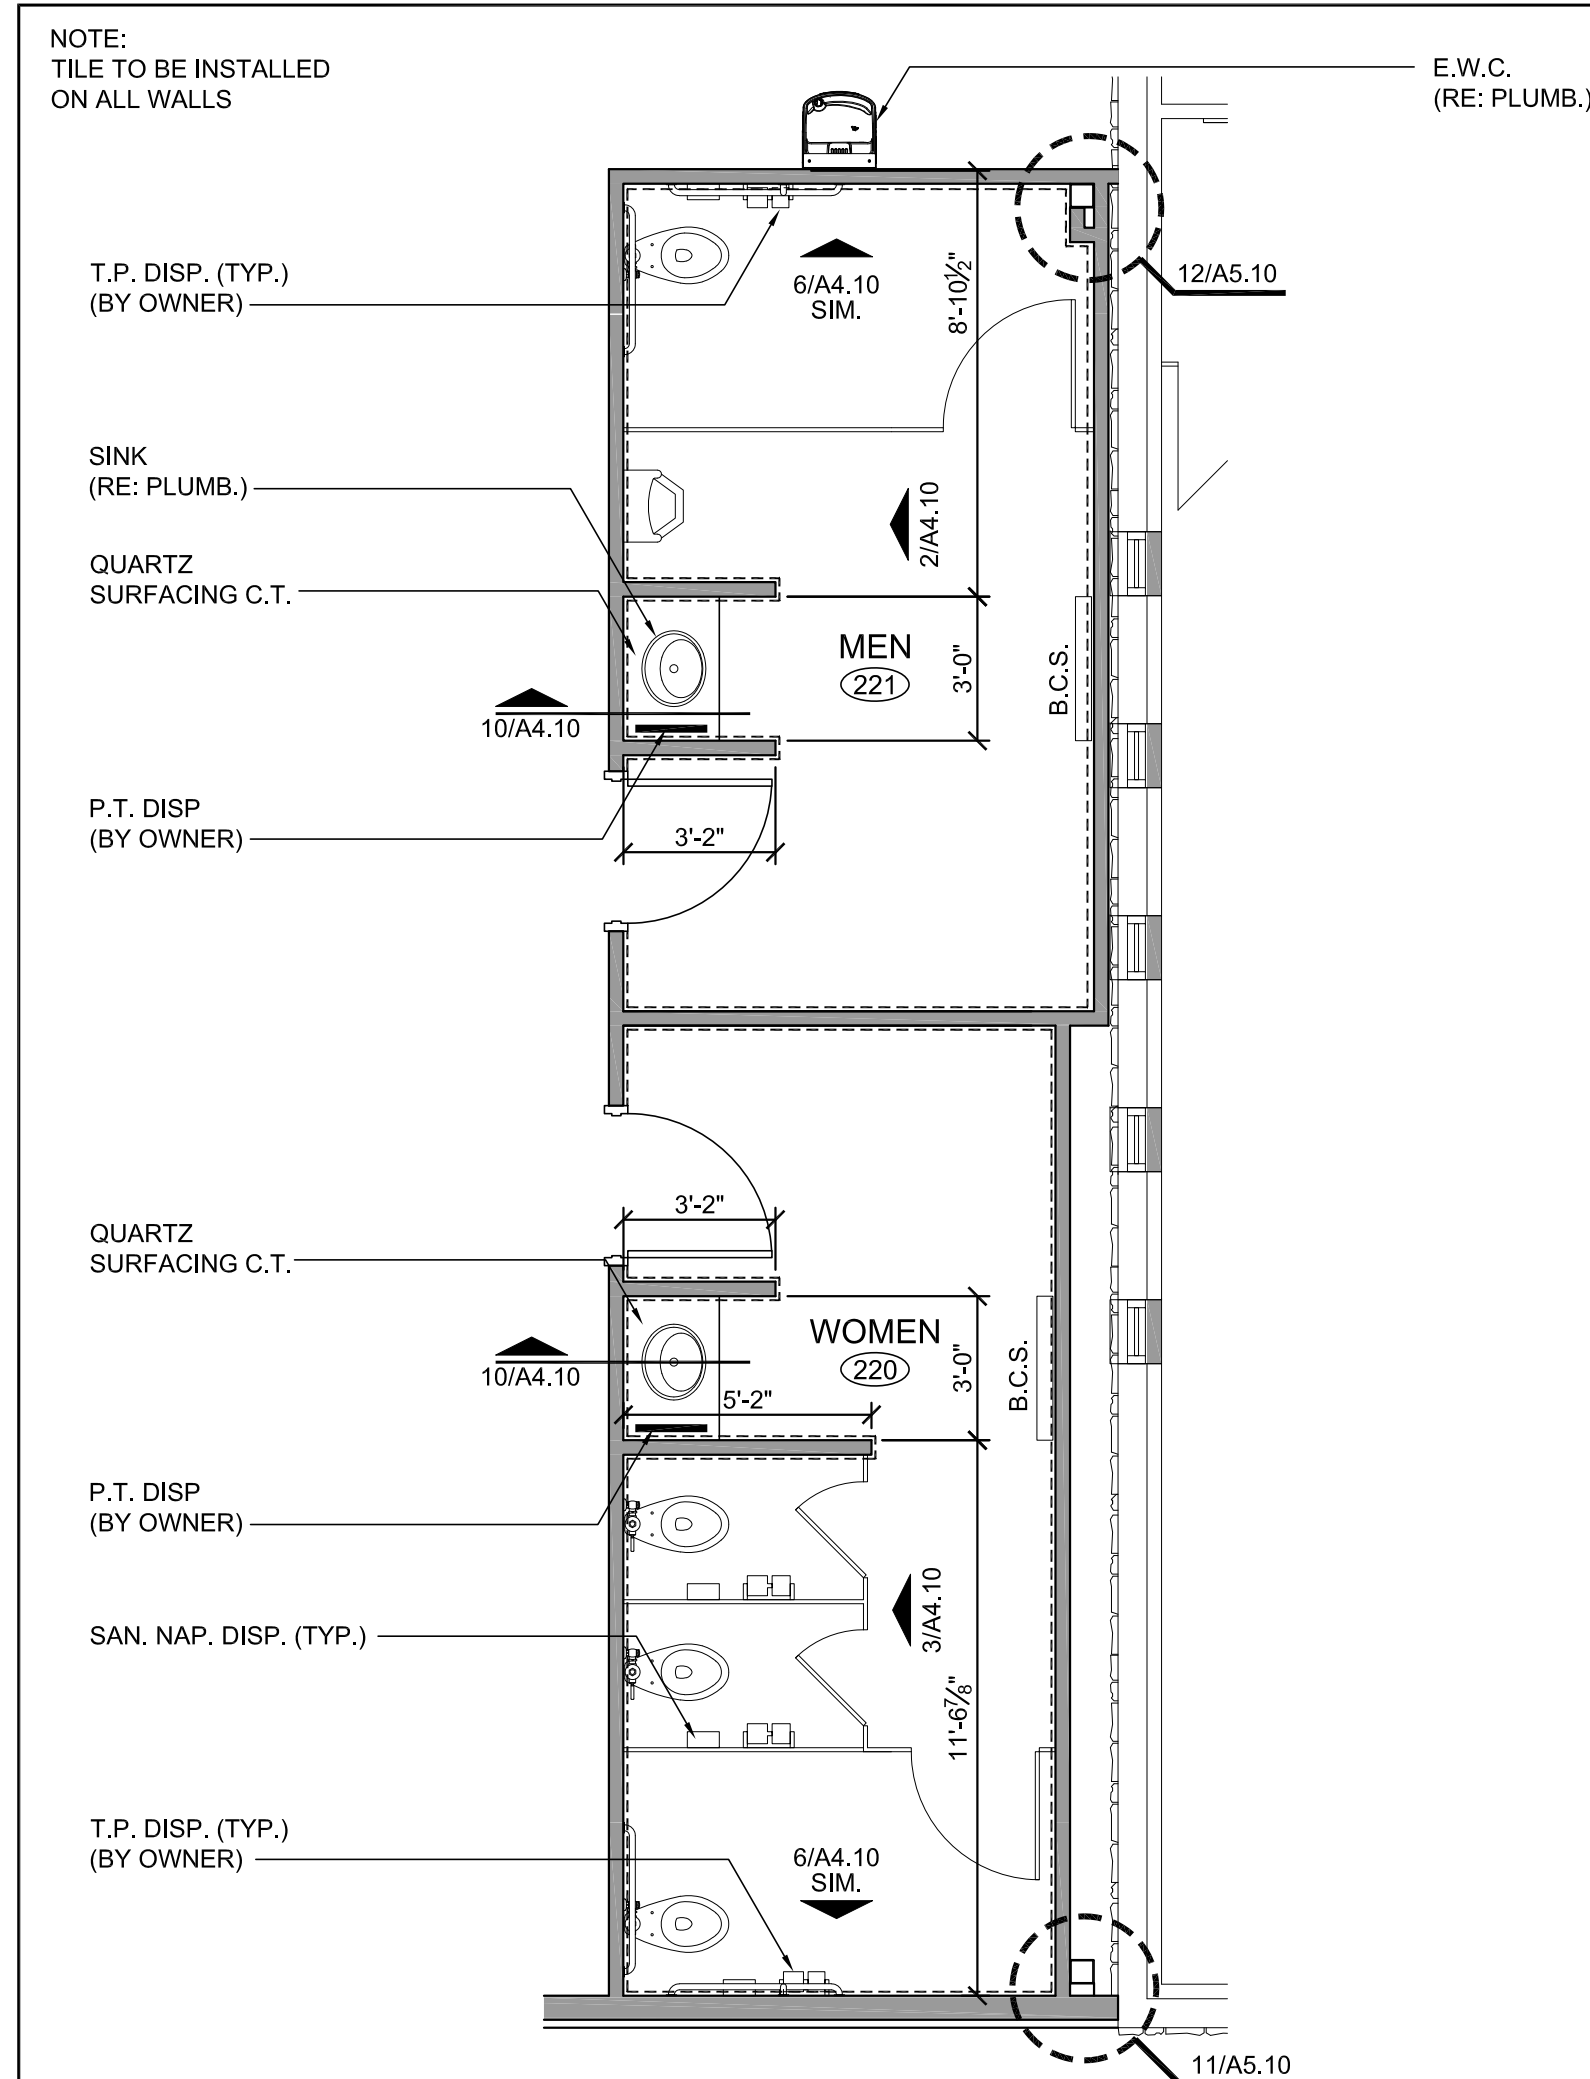 NOTE:
TILE TO BE INSTALLED
ON ALL WALLS
E.W.C.
(RE: PLUMB.)
T.P. DISP. (TYP.)
(BY OWNER)
6/A4.10
SIM.
8'-10½"
12/A5.10
SINK
(RE: PLUMB.)
2/A4.10
QUARTZ
SURFACING C.T.
MEN
221
3'-0"
B.C.S.
10/A4.10
P.T. DISP
(BY OWNER)
3'-2"
3'-2"
QUARTZ
SURFACING C.T.
WOMEN
220
3'-0"
B.C.S.
10/A4.10
5'-2"
P.T. DISP
(BY OWNER)
3/A4.10
SAN. NAP. DISP. (TYP.)
11'-6⅞"
T.P. DISP. (TYP.)
(BY OWNER)
6/A4.10
SIM.
11/A5.10